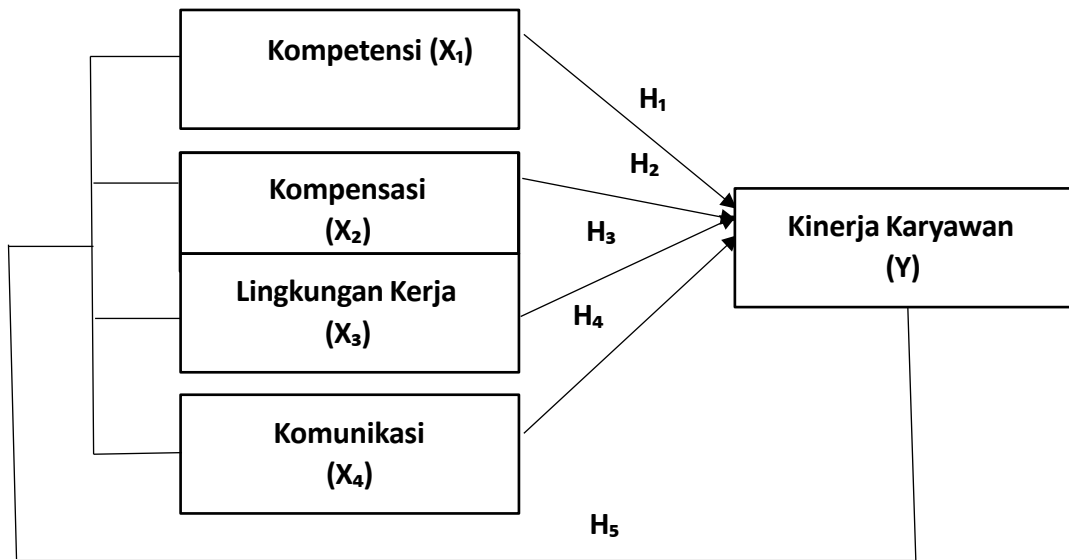 Kompetensi (X₁)
H₁
H₂
Kompensasi
(X₂)
H₃
Kinerja Karyawan
(Y)
Lingkungan Kerja
(X₃)
H₄
Komunikasi
(X₄)
H₅